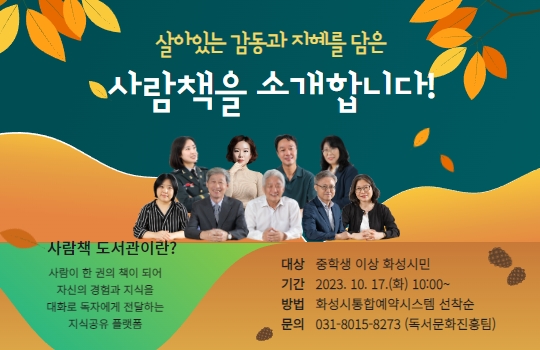 살아있는 감동과 지혜를 담은
사람책을 소개합니다!
사람책 도서관이란?
사람이 한 권의 책이 되어
자신의 경험과 지식을
대화로 독자에게 전달하는
지식공유 플랫폼
대상 중학생 이상 화성시민
기간 2023. 10. 17.(화) 10:00~
방법 화성시통합예약시스템 선착순
문의 031-8015-8273 (독서문화진흥팀)